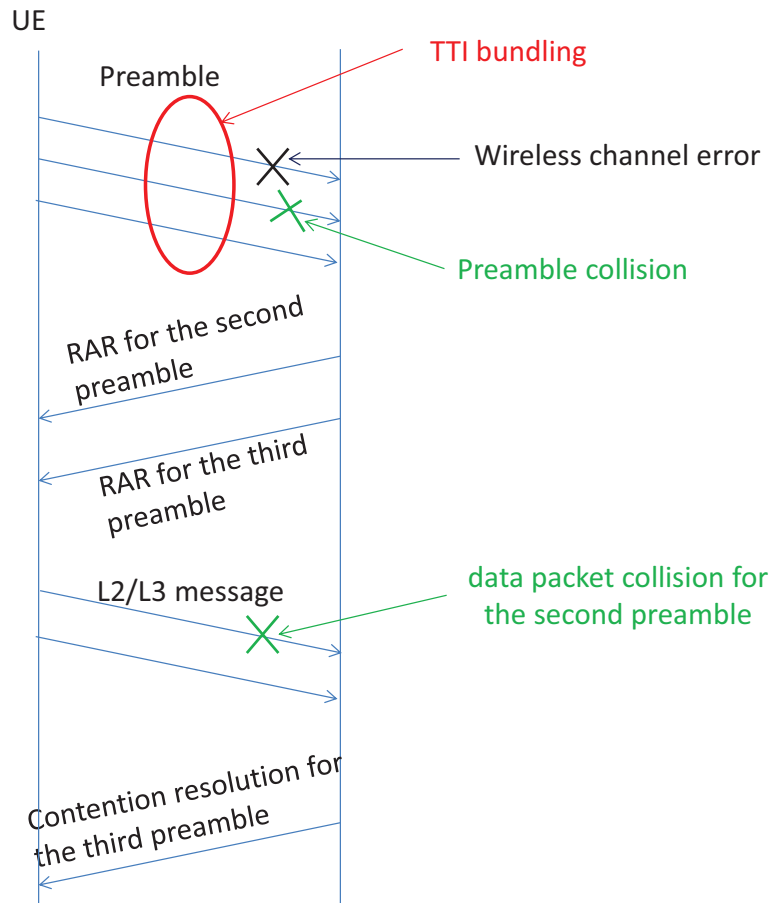 UE
TTI bundling
Preamble
Wireless channel error
Preamble collision
RAR for the second
preamble
RAR for the third
preamble
L2/L3 message
data packet collision for
the second preamble
Contention resolution for
the third preamble